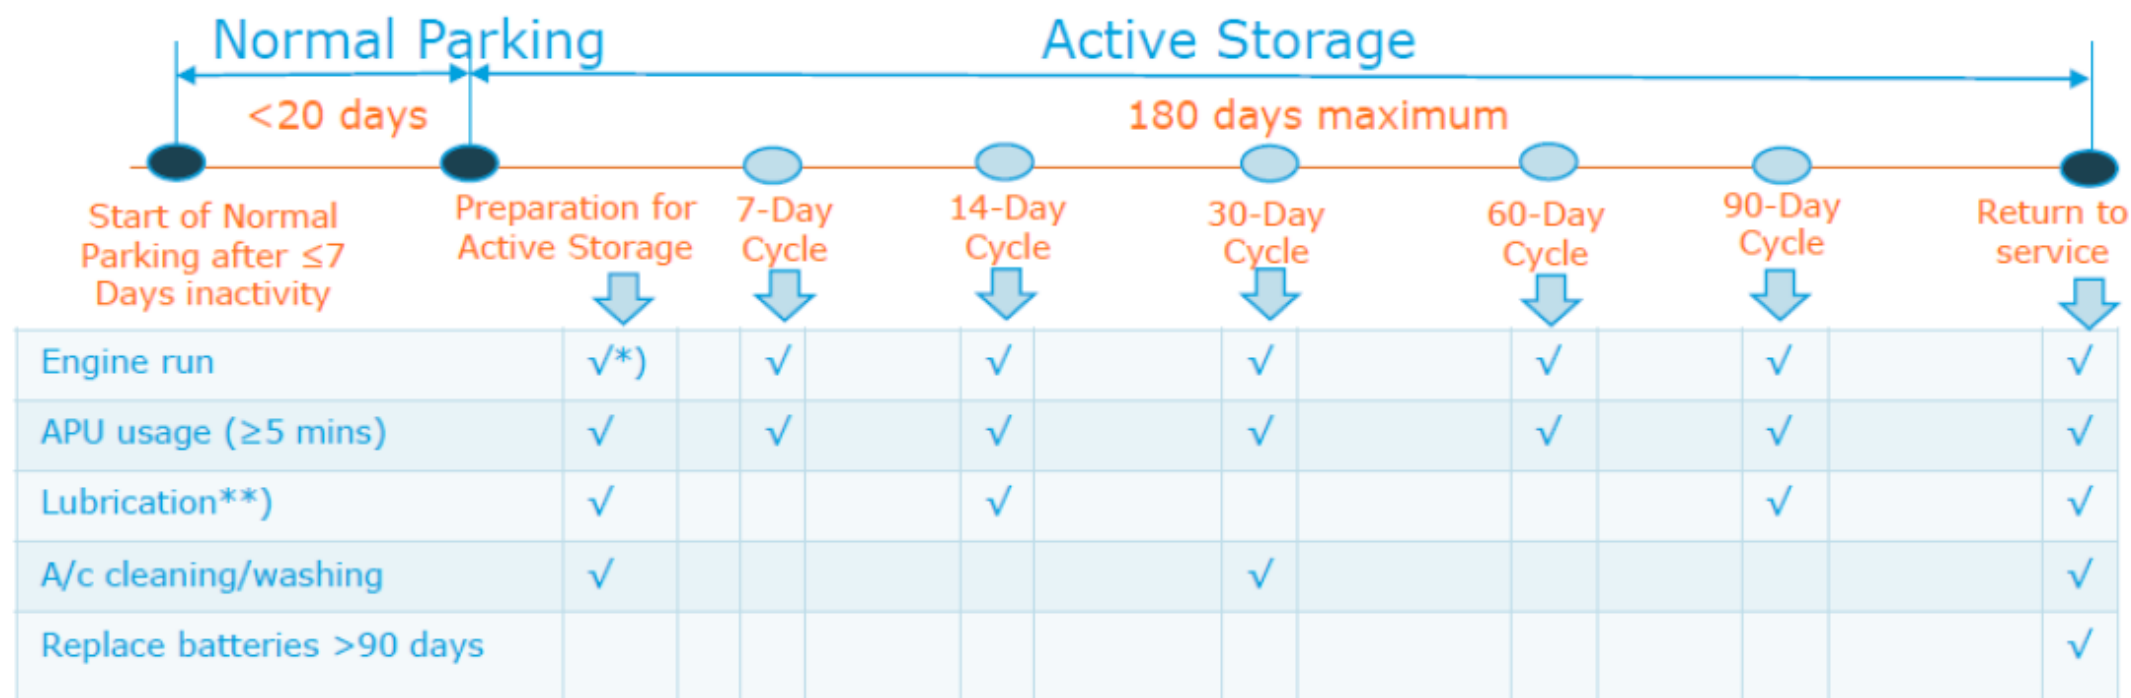 Normal Parking
Active Storage
<20 days
180 days maximum
Start of Normal
Parking after ≤7
Days inactivity
Preparation for
Active Storage
7-Day
Cycle
14-Day
Cycle
30-Day
Cycle
60-Day
Cycle
90-Day
Cycle
Return to
service
Engine run √*) √ √ √ √ √ √
APU usage (≥5 mins) √ √ √ √ √ √ √
Lubrication**) √ √ √ √
A/c cleaning/washing √ √ √
Replace batteries >90 days √